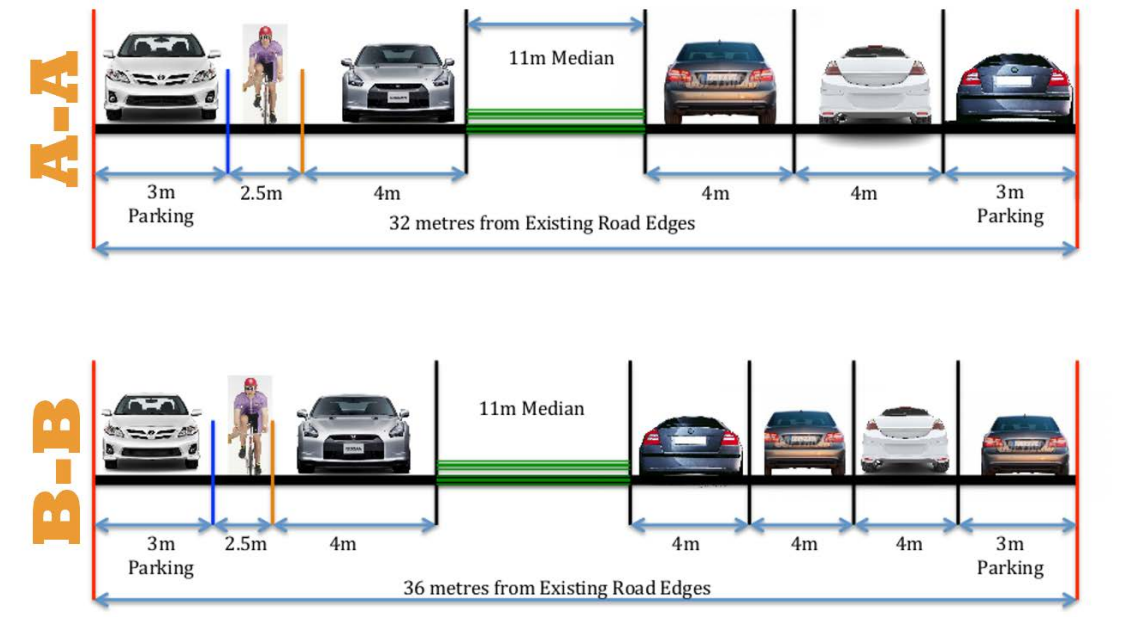 A-A
11m Median
3m
Parking
2.5m
4m
4m
4m
3m
Parking
32 metres from Existing Road Edges
B-B
11m Median
3m
Parking
2.5m
4m
4m
4m
4m
3m
Parking
36 metres from Existing Road Edges